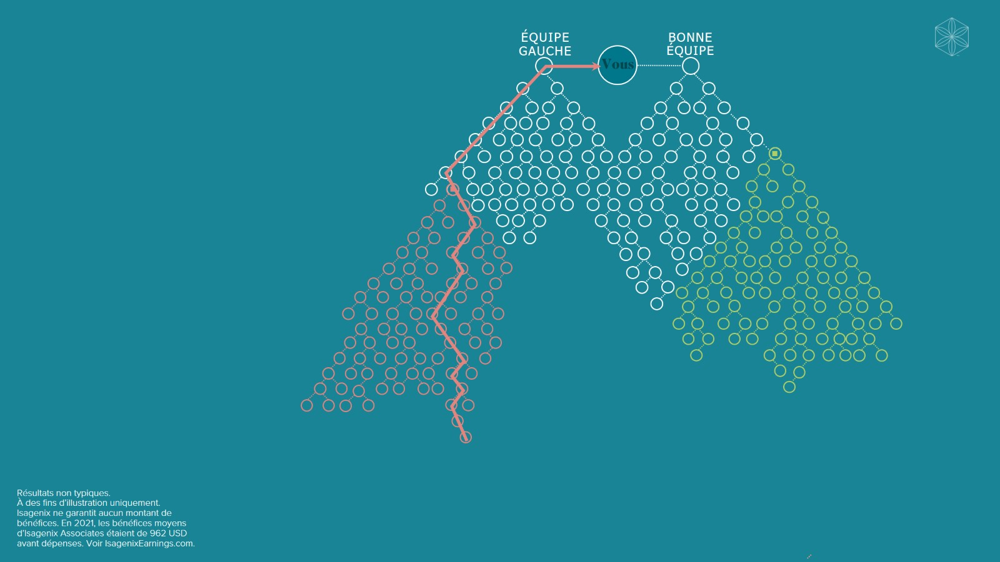 ÉQUIPE
GAUCHE
Vous
BONNE
ÉQUIPE
Résultats non typiques.
À des fins d'illustration uniquement.
Isagenix ne garantit aucun montant de
bénéfices. En 2021, les bénéfices moyens
d'Isagenix Associates étaient de 962 USD
avant dépenses. Voir IsagenixEarnings.com.